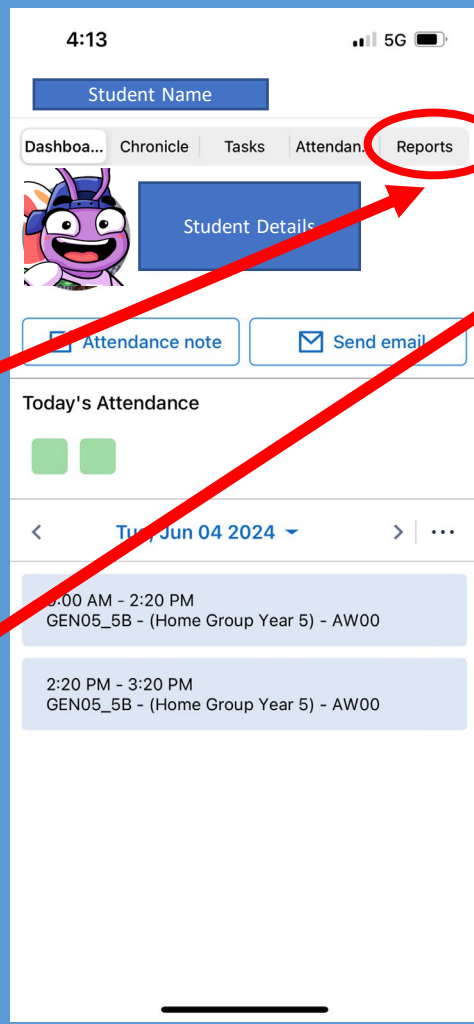 4:13
5G
Student Name
Dashboa... Chronicle Tasks Attendan.. Reports
Student Details
Attendance note Send email
Today's Attendance
Tue, Jun 04 2024
AM - 2:20 PM
GEN05_5B - (Home Group Year 5) - AW00
2:20 PM - 3:20 PM
GEN05_5B - (Home Group Year 5) - AW00